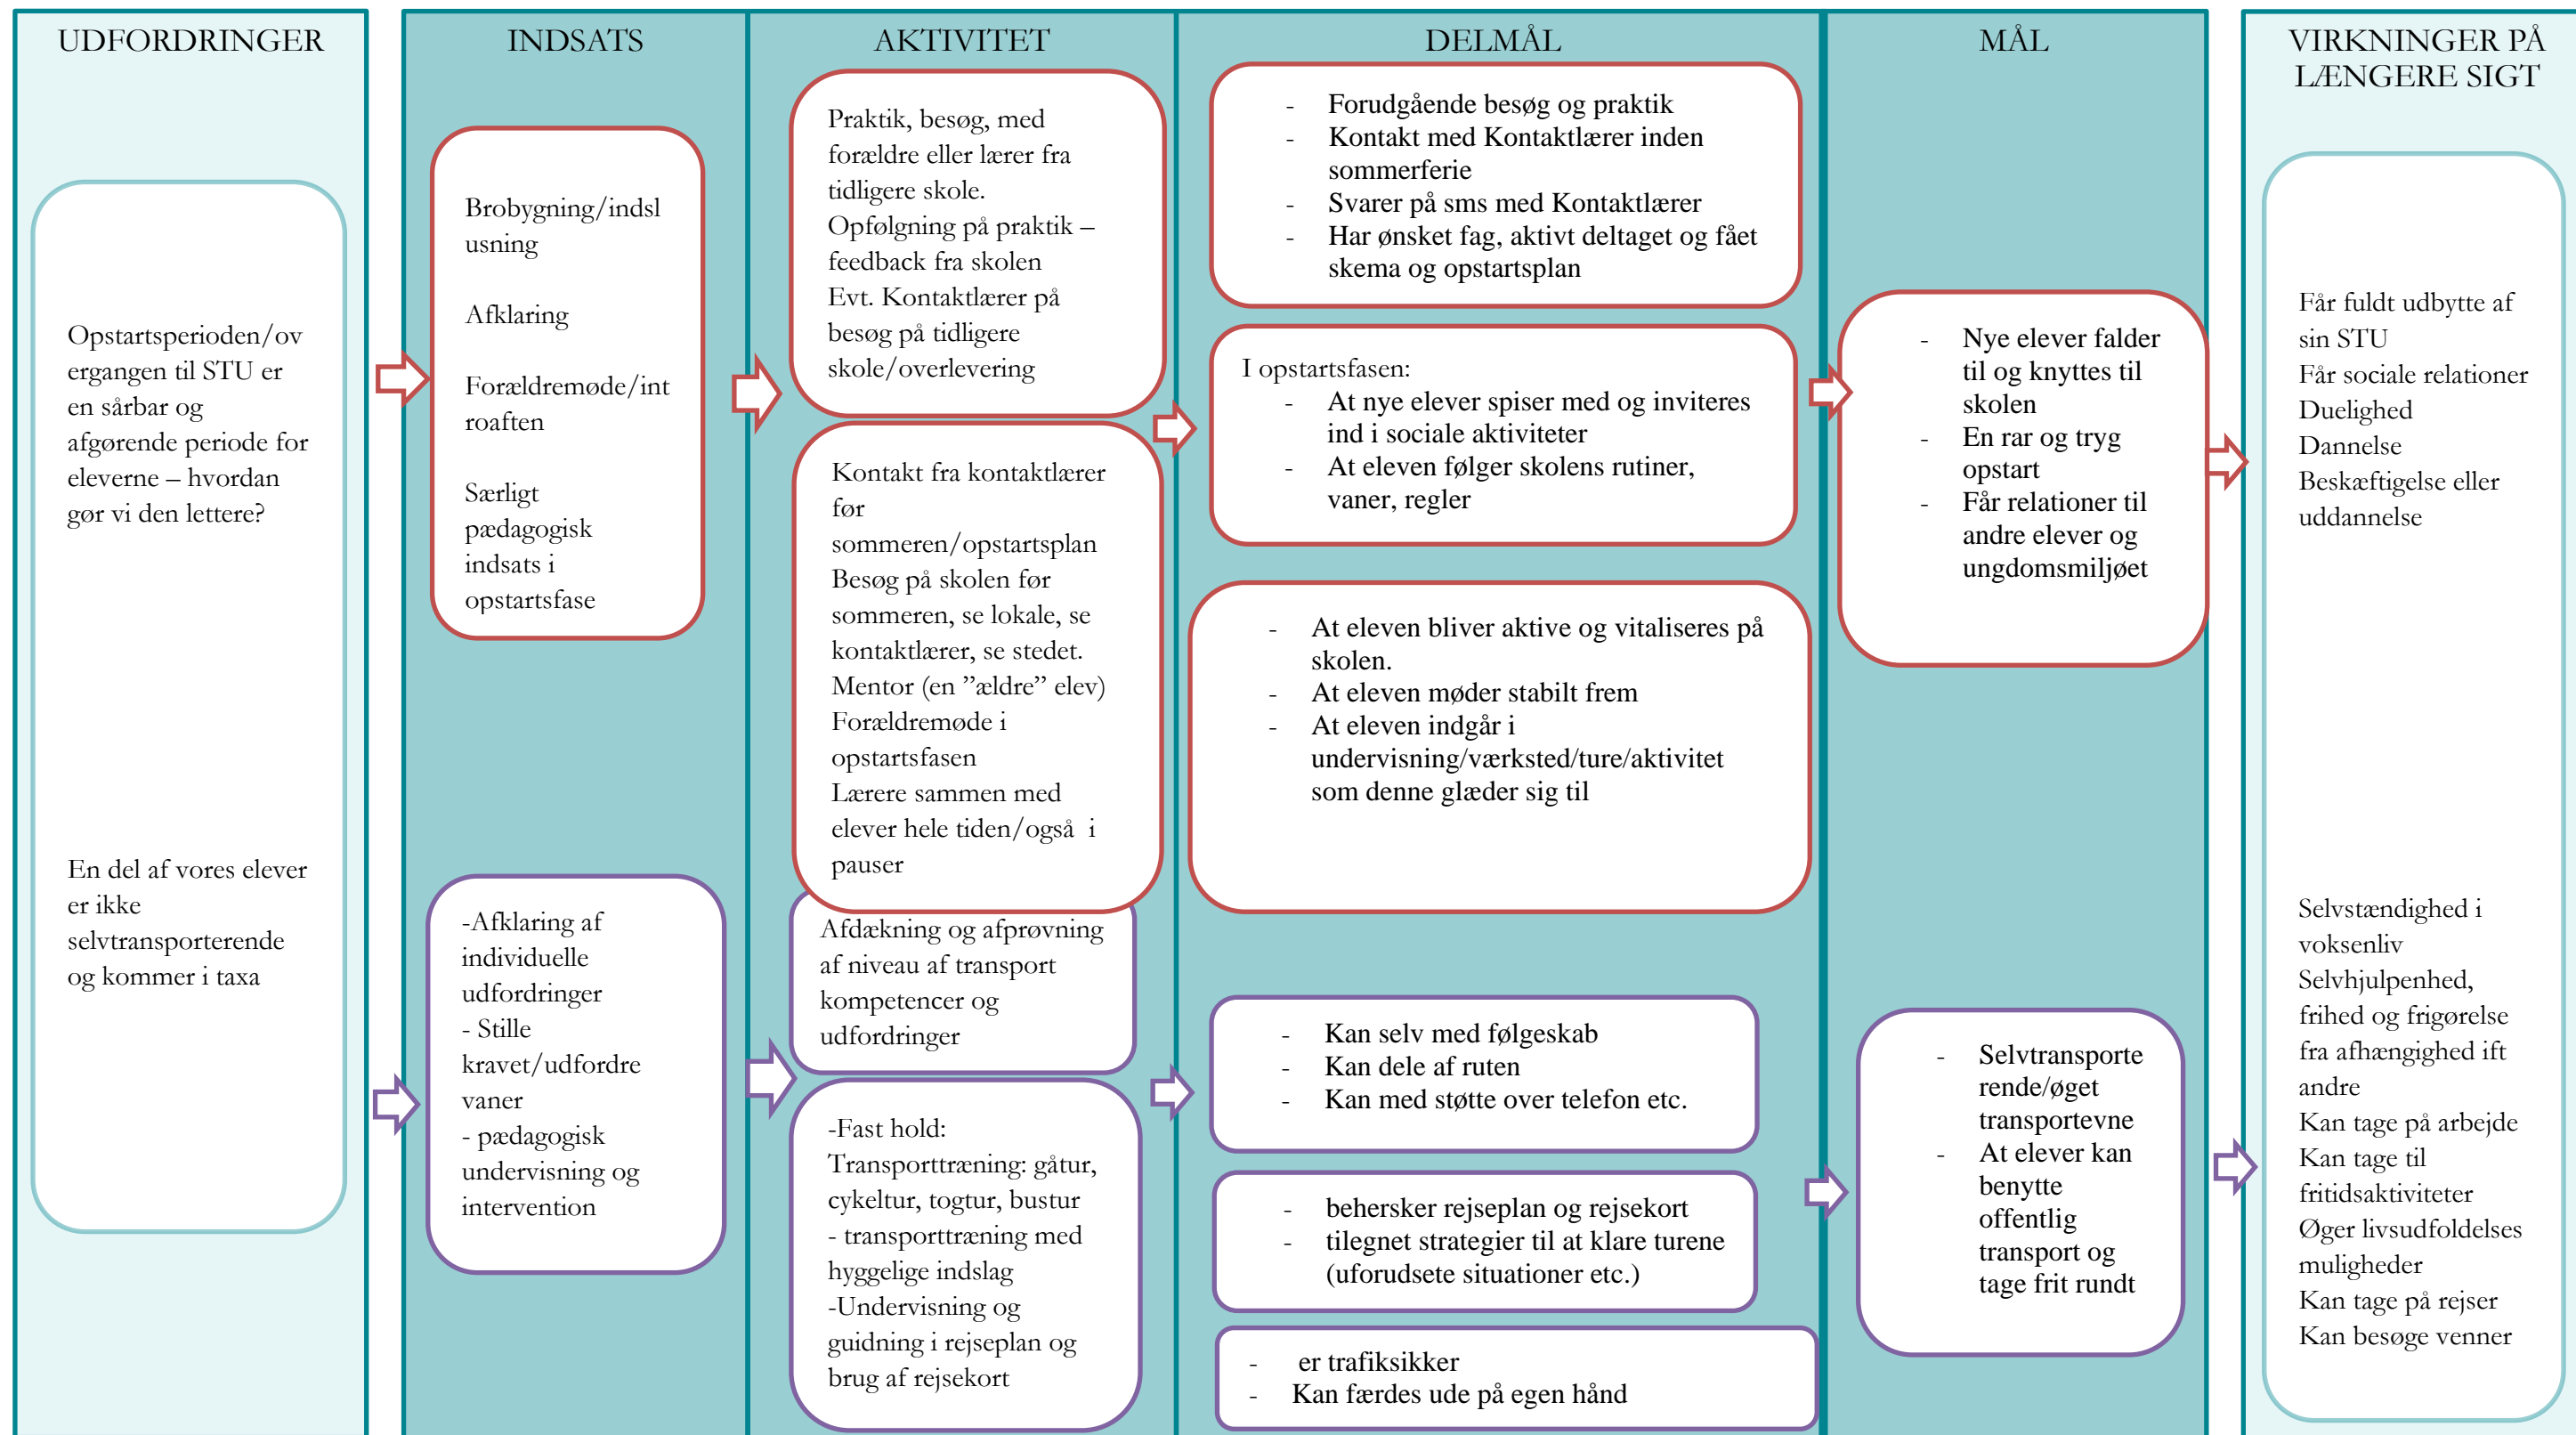 UDFORDRINGER
Opstartsperioden/ov
ergangen til STU er
en sårbar og
afgørende periode for
eleverne – hvordan
gør vi den lettere?
En del af vores elever
er ikke
selvtransporterende
og kommer i taxa
INDSATS
Brobygning/indsl
usning
Afklaring
Forældremøde/int
roaften
Særligt
pædagogisk
indsats i
opstartsfase
-Afklaring af
individuelle
udfordringer
- Stille
kravet/udfordre
vaner
- pædagogisk
undervisning og
intervention
AKTIVITET
Praktik, besøg, med
forældre eller lærer fra
tidligere skole.
Opfølgning på praktik –
feedback fra skolen
Evt. Kontaktlærer på
besøg på tidligere
skole/overlevering
Kontakt fra kontaktlærer
før
sommeren/opstartsplan
Besøg på skolen før
sommeren, se lokale, se
kontaktlærer, se stedet.
Mentor (en ”ældre” elev)
Forældremøde i
opstartsfasen
Lærere sammen med
elever hele tiden/også i
pauser
Afdækning og afprøvning
af niveau af transport
kompetencer og
udfordringer
-Fast hold:
Transporttræning: gåtur,
cykeltur, togtur, bustur
- transporttræning med
hyggelige indslag
-Undervisning og
guidning i rejseplan og
brug af rejsekort
DELMÅL
- Forudgående besøg og praktik
- Kontakt med Kontaktlærer inden
sommerferie
- Svarer på sms med Kontaktlærer
- Har ønsket fag, aktivt deltaget og fået
skema og opstartsplan
I opstartsfasen:
- At nye elever spiser med og inviteres
ind i sociale aktiviteter
- At eleven følger skolens rutiner,
vaner, regler
- At eleven bliver aktive og vitaliseres på
skolen.
- At eleven møder stabilt frem
- At eleven indgår i
undervisning/værksted/ture/aktivitet
som denne glæder sig til
- Kan selv med følgeskab
- Kan dele af ruten
- Kan med støtte over telefon etc.
- behersker rejseplan og rejsekort
- tilegnet strategier til at klare turene
(uforudsete situationer etc.)
- er trafiksikker
- Kan færdes ude på egen hånd
MÅL
- Nye elever falder
til og knyttes til
skolen
- En rar og tryg
opstart
- Får relationer til
andre elever og
ungdomsmiljøet
- Selvtransporte
rende/øget
transportevne
- At elever kan
benytte
offentlig
transport og
tage frit rundt
VIRKNINGER PÅ
LÆNGERE SIGT
Får fuldt udbytte af
sin STU
Får sociale relationer
Duelighed
Dannelse
Beskæftigelse eller
uddannelse
Selvstændighed i
voksenliv
Selvhjulpenhed,
frihed og frigørelse
fra afhængighed ift
andre
Kan tage på arbejde
Kan tage til
fritidsaktiviteter
Øger livsudfoldelses
muligheder
Kan tage på rejser
Kan besøge venner